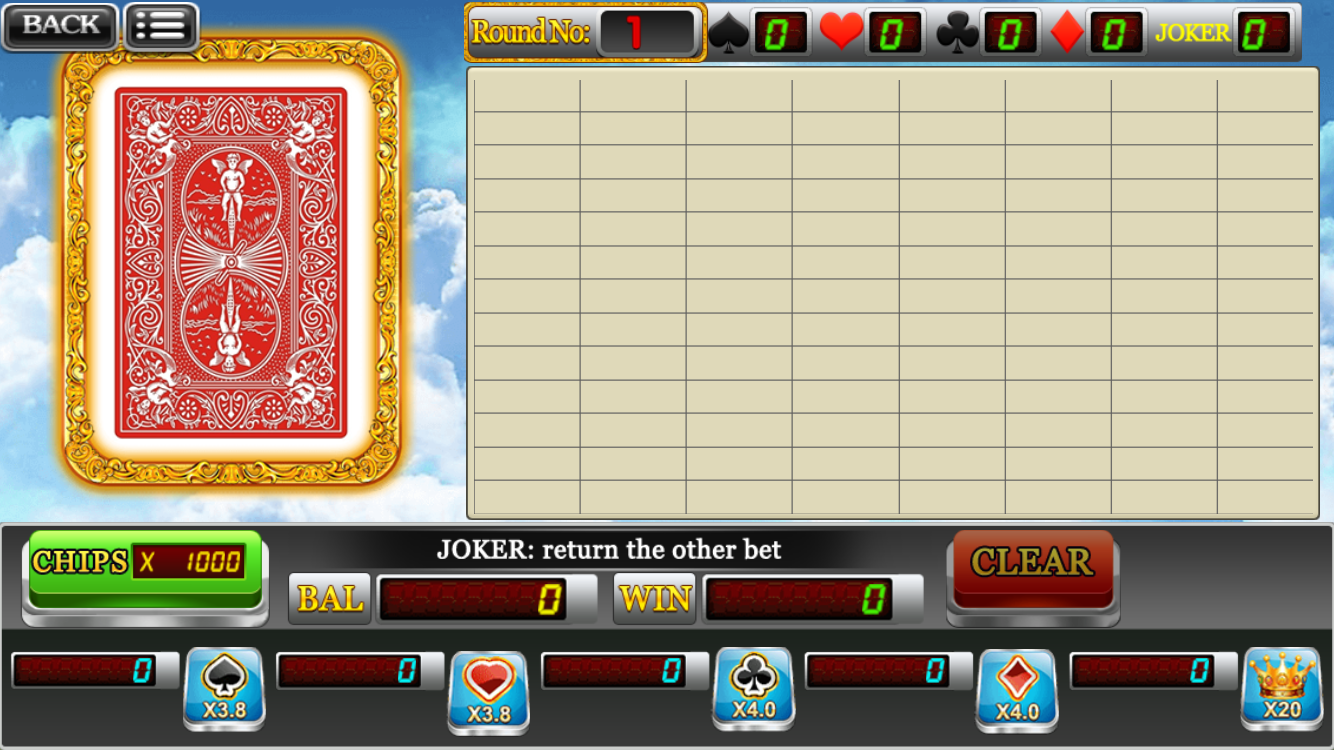 BACK
Round No: 1 0 0 0 0 JOKER 0
CHIPS X 1000
JOKER: return the other bet
BAL 0 WIN 0
CLEAR
0 X3.8 0 X3.8 0 X4.0 0 X4.0 0 X20